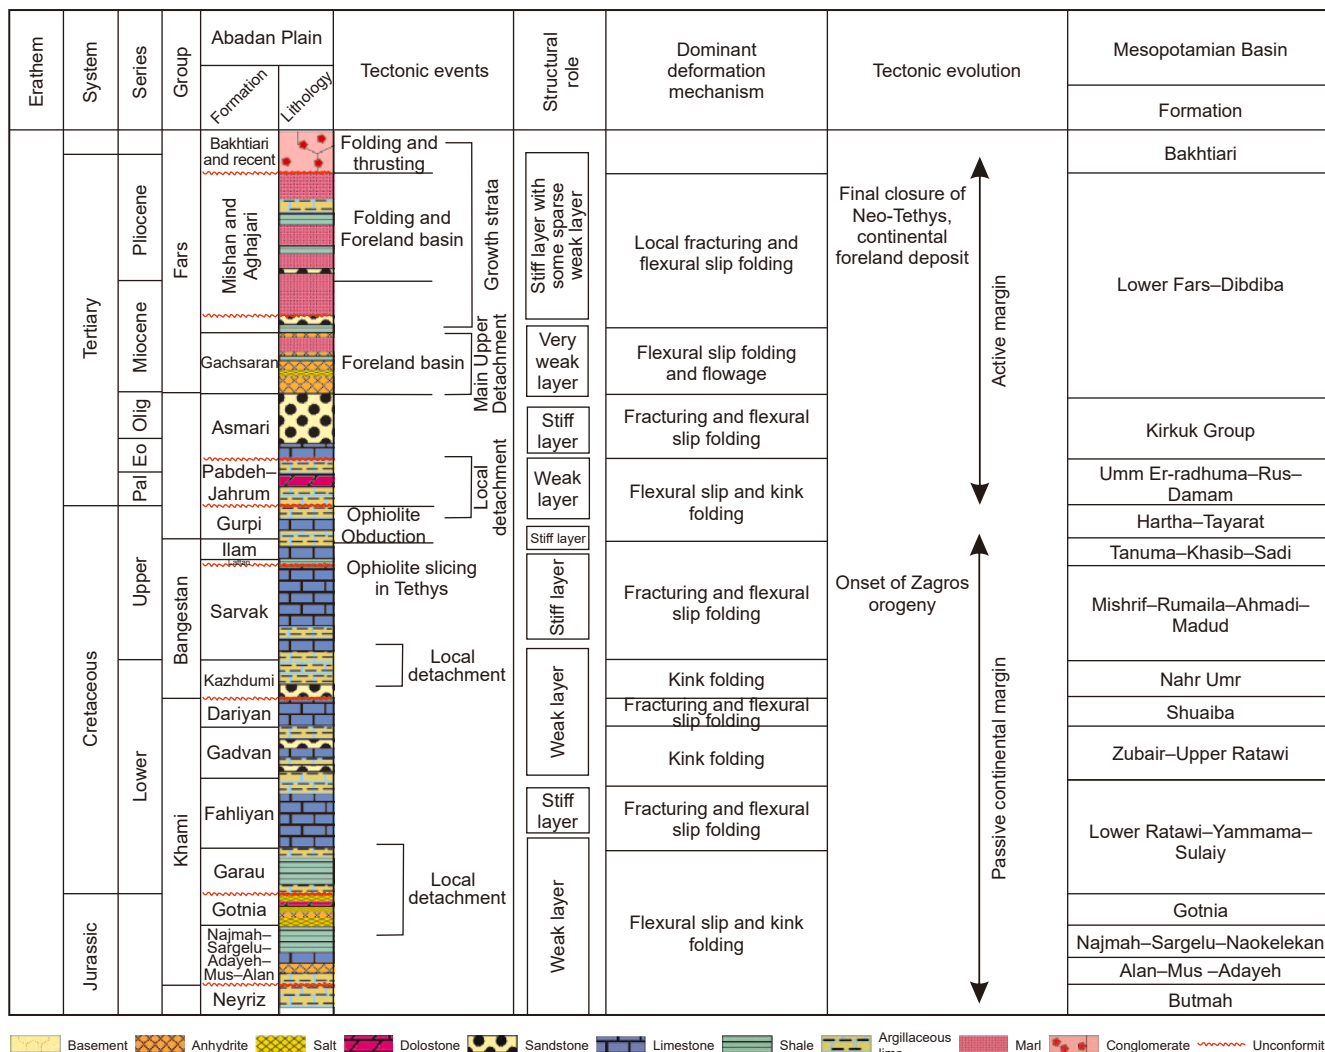 Erathem
System
Series
Group
Abadan Plain
Formation
Lithology
Tectonic events
Structural
role
Dominant
deformation
mechanism
Tectonic evolution
Mesopotamian Basin
Formation
Tertiary
Cretaceous
Jurassic
Pliocene
Miocene
Olig
Eo
Pal
Upper
Lower
Fars
Bangestan
Khami
Bakhtiari
and recent
Mishan and
Aghajari
Gachsaran
Asmari
Pabdeh–
Jahrum
Gurpi
Ilam
Laffan
Sarvak
Kazhdumi
Dariyan
Gadvan
Fahliyan
Garau
Gotnia
Najmah–
Sargelu–
Adayeh–
Mus–Alan
Neyriz
Folding and
thrusting
Folding and
Foreland basin
Growth strata
Foreland basin
Main Upper
Detachment
Local
detachment
Ophiolite
Obduction
Ophiolite slicing
in Tethys
Local
detachment
Local
detachment
Stiff layer with
some sparse
weak layer
Very
weak
layer
Stiff
layer
Weak
layer
Stiff layer
Stiff layer
Weak layer
Stiff
layer
Weak layer
Local fracturing and
flexural slip folding
Flexural slip folding
and flowage
Fracturing and flexural
slip folding
Flexural slip and kink
folding
Fracturing and flexural
slip folding
Kink folding
Fracturing and flexural
slip folding
Kink folding
Fracturing and flexural
slip folding
Flexural slip and kink
folding
Final closure of
Neo-Tethys,
continental
foreland deposit
Active margin
Onset of Zagros
orogeny
Passive continental margin
Bakhtiari
Lower Fars–Dibdiba
Kirkuk Group
Umm Er-radhuma–Rus–
Damam
Hartha–Tayarat
Tanuma–Khasib–Sadi
Mishrif–Rumaila–Ahmadi–
Madud
Nahr Umr
Shuaiba
Zubair–Upper Ratawi
Lower Ratawi–Yammama–
Sulaiy
Gotnia
Najmah–Sargelu–Naokelekan
Alan–Mus –Adayeh
Butmah
Basement
Anhydrite
Salt
Dolostone
Sandstone
Limestone
Shale
Argillaceous
lime
Marl
Conglomerate
Unconformit